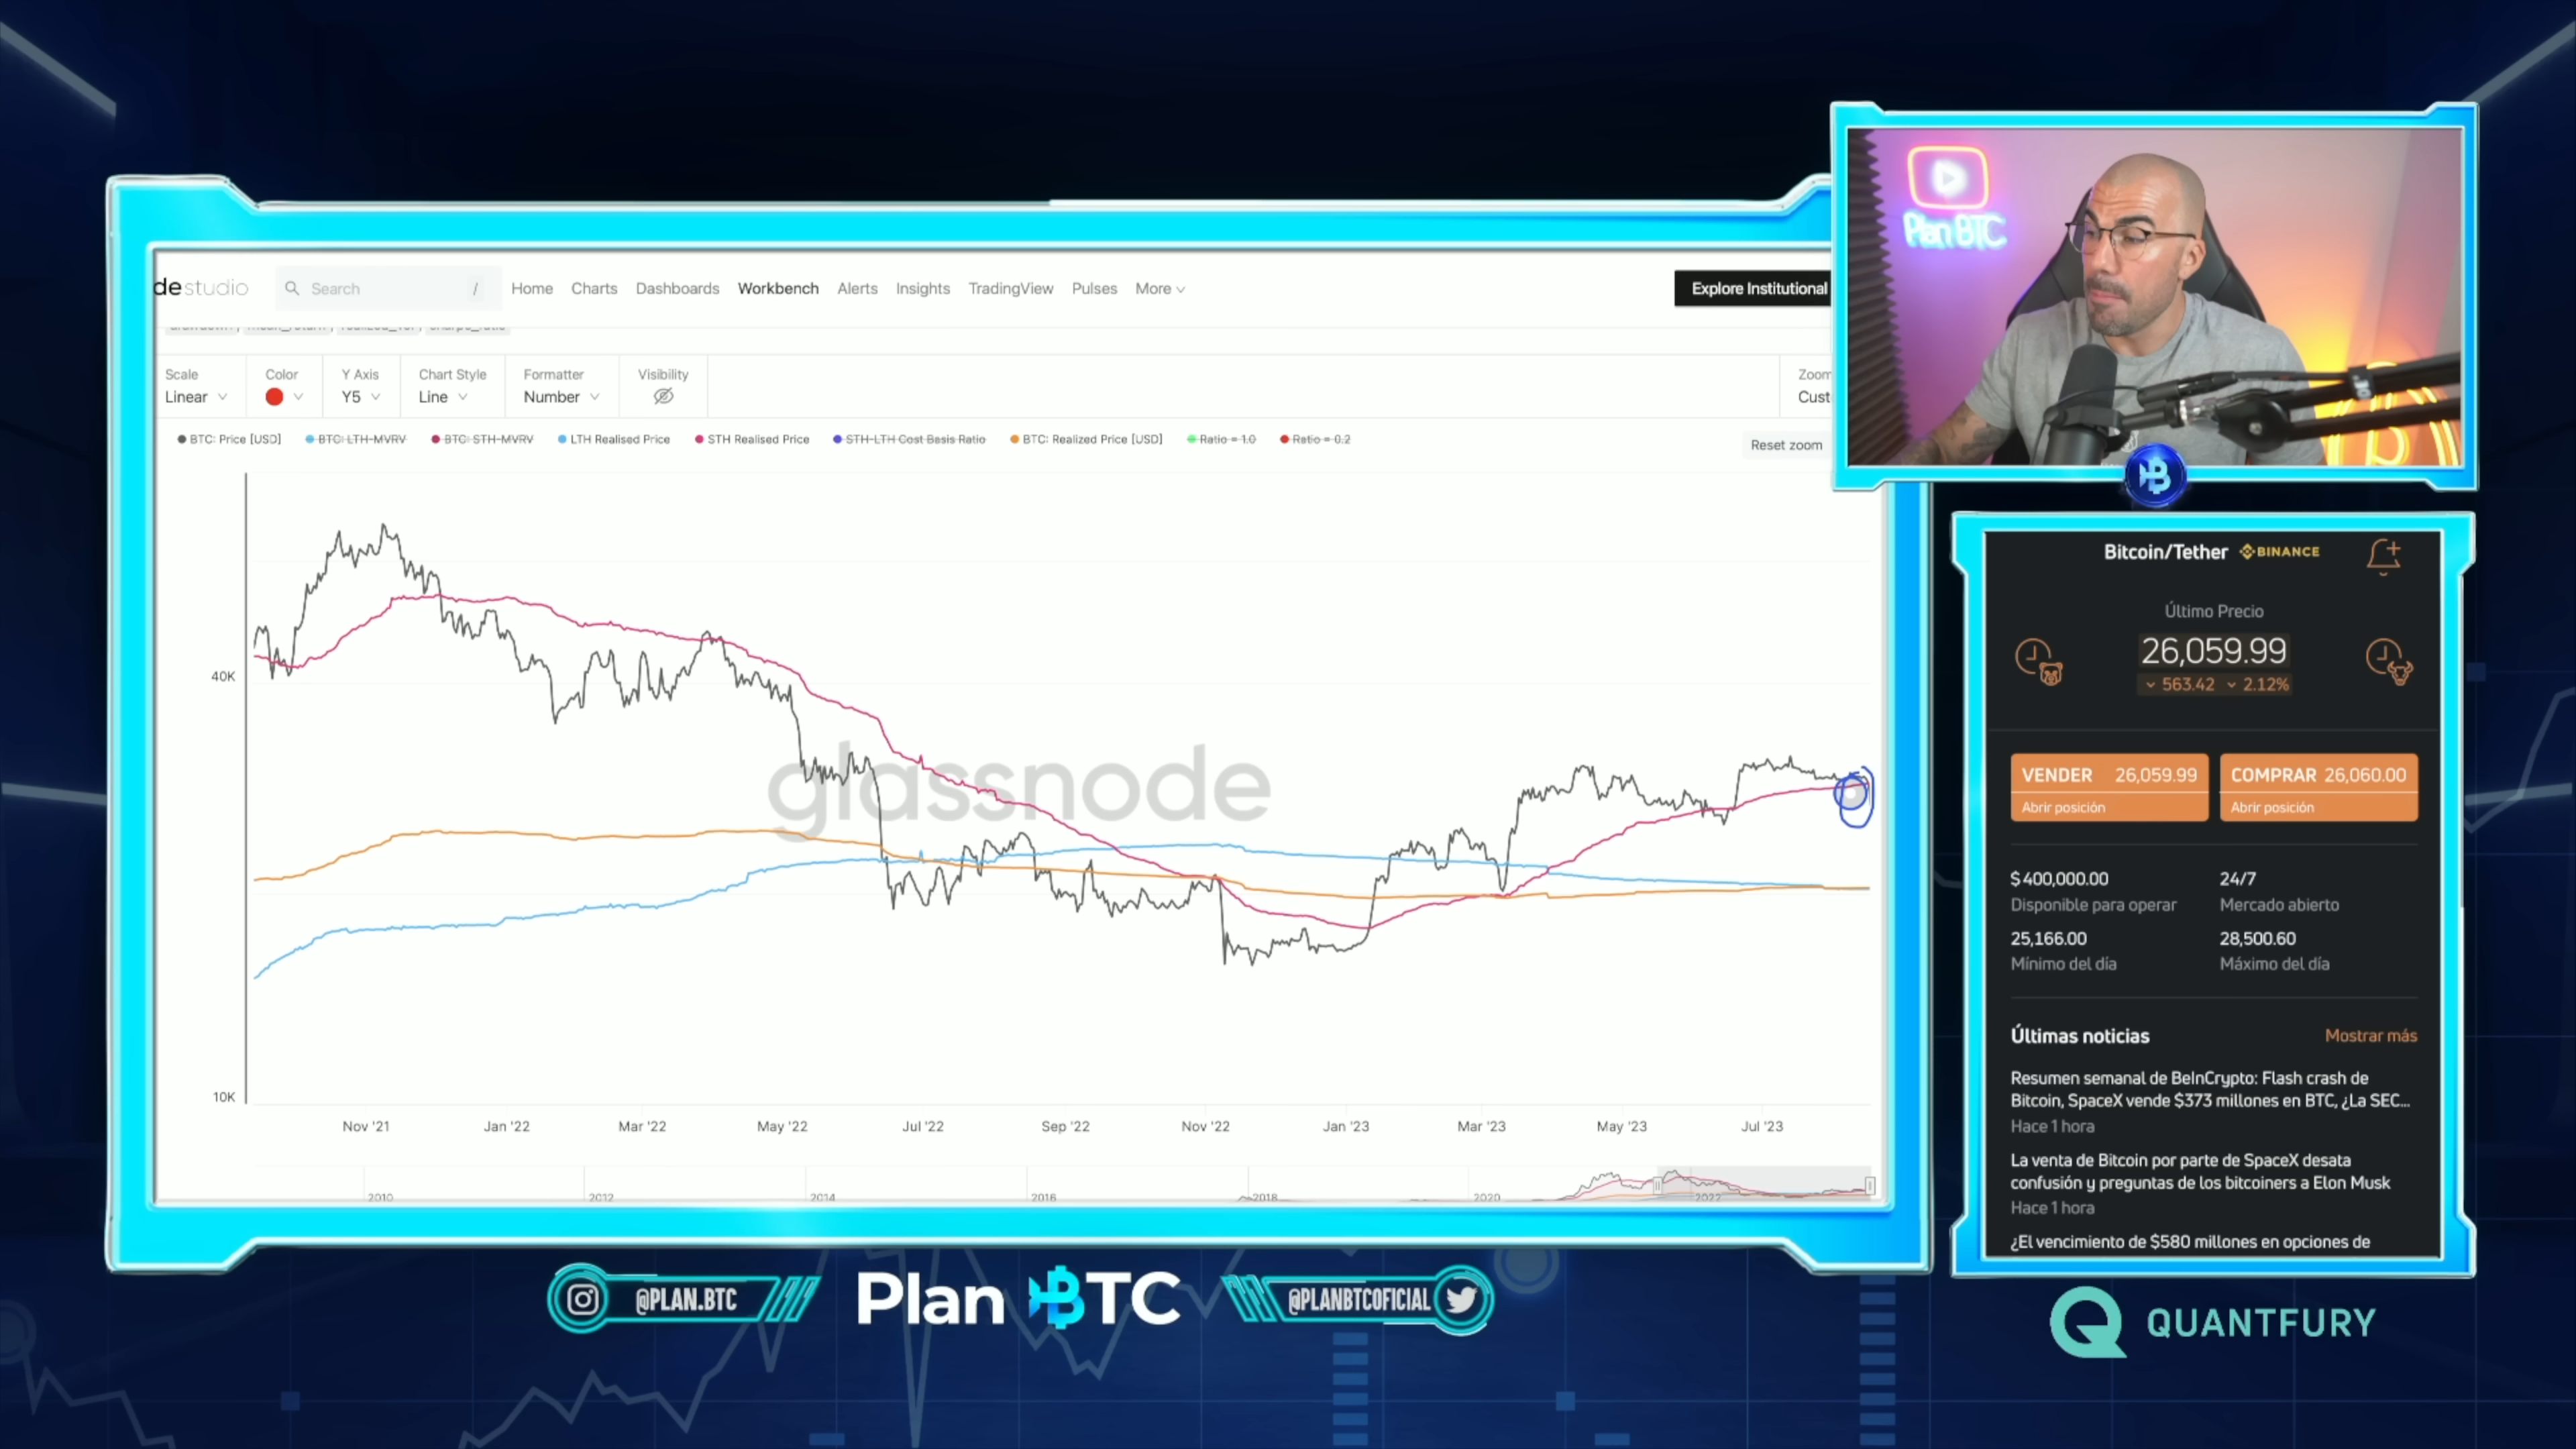 destudio
Search /
Home Charts Dashboards Workbench Alerts Insights TradingView Pulses More
Explore Institutional
Scale
Linear
Color
Y Axis
Y5
Chart Style
Line
Formatter
Number
Visibility
Zoom
Cust
BTC: Price [USD] BTC: LTH-MVRV BTC: STH-MVRV LTH Realised Price STH Realised Price STH-LTH Cost Basis Ratio BTC: Realized Price [USD] Ratio = 1.0 Ratio = 0.2
Reset zoom
40K
10K
glassnode
Nov '21 Jan '22 Mar '22 May '22 Jul '22 Sep '22 Nov '22 Jan '23 Mar '23 May '23 Jul '23
2010 2012 2014 2016 2018 2020 2022
Plan BTC
Bitcoin/Tether BINANCE
Último Precio
26,059.99
563.42 2.12%
VENDER 26,059.99
Abrir posición
COMPRAR 26,060.00
Abrir posición
$400,000.00
Disponible para operar
24/7
Mercado abierto
25,166.00
Mínimo del día
28,500.60
Máximo del día
Últimas noticias Mostrar más
Resumen semanal de BeInCrypto: Flash crash de
Bitcoin, SpaceX vende $373 millones en BTC, ¿La SEC...
Hace 1 hora
La venta de Bitcoin por parte de SpaceX desata
confusión y preguntas de los bitcoiners a Elon Musk
Hace 1 hora
¿El vencimiento de $580 millones en opciones de
@PLAN.BTC
Plan BTC
@PLANBTCOFICIAL
QUANTFURY